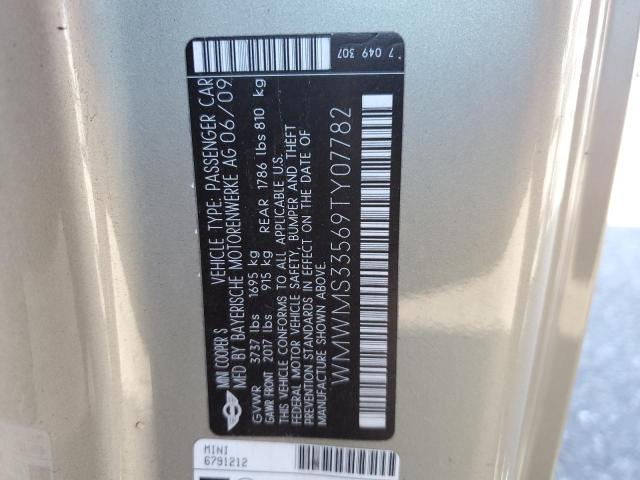 MINI COOPER S
VEHICLE TYPE: PASSENGER CAR
MFD BY BAYERISCHE MOTORENWERKE AG 06/09
GVWR 3737 lbs 1695 kg
GAWR FRONT 2017 lbs 915 kg REAR 1786 lbs 810 kg
THIS VEHICLE CONFORMS TO ALL APPLICABLE U.S.
FEDERAL MOTOR VEHICLE SAFETY, BUMPER AND THEFT
PREVENTION STANDARDS IN EFFECT ON THE DATE OF
MANUFACTURE SHOWN ABOVE.
WMWMS33569TY07782
7 049 307
MINI
6791212